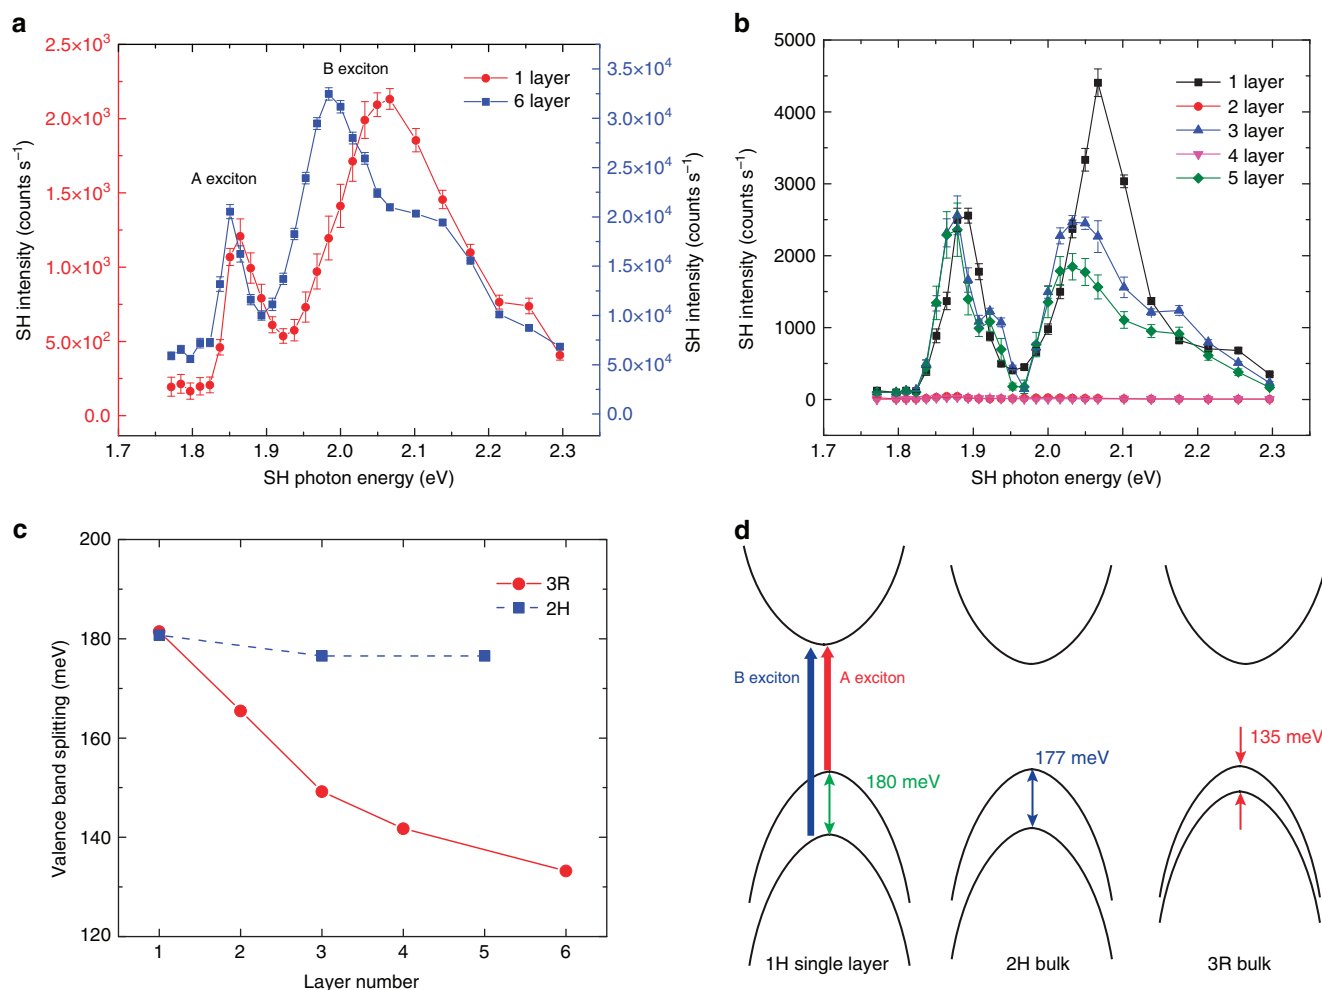 a
2.5×10³
2.0×10³
1.5×10³
1.0×10³
5.0×10²
0.0
SH intensity (counts s⁻¹)
A exciton
B exciton
1 layer
6 layer
3.5×10⁴
3.0×10⁴
2.5×10⁴
2.0×10⁴
1.5×10⁴
1.0×10⁴
5.0×10⁴
0.0
SH intensity (counts s⁻¹)
1.7 1.8 1.9 2.0 2.1 2.2 2.3
SH photon energy (eV)
b
5000
4500
3000
2000
1000
0
SH intensity (counts s⁻¹)
1 layer
2 layer
3 layer
4 layer
5 layer
1.7 1.8 1.9 2.0 2.1 2.2 2.3
SH photon energy (eV)
c
200
180
160
140
120
Valence band splitting (meV)
3R
2H
1 2 3 4 5 6
Layer number
d
B exciton
A exciton
180 meV
177 meV
135 meV
1H single layer
2H bulk
3R bulk